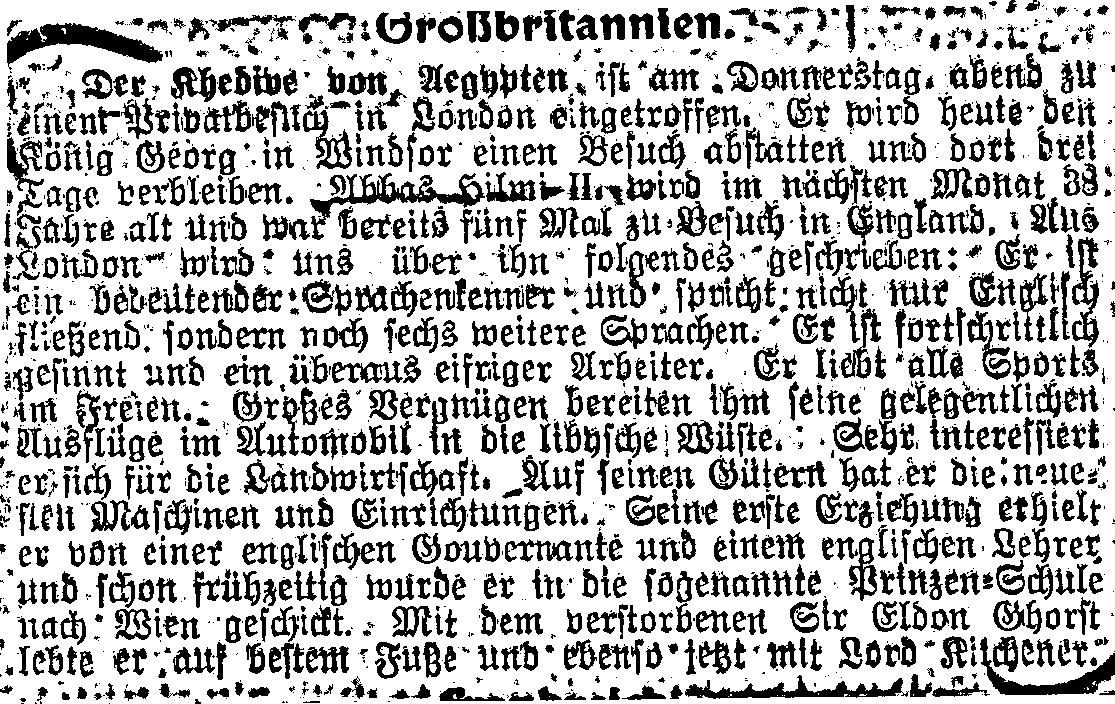 Großbritannien.
Der Khedive von Aegypten ist am Donnerstag abend zu
einem Privatbesuch in London eingetroffen. Er wird heute den
König Georg in Windsor einen Besuch abstatten und dort drei
Tage verbleiben. Abbas Hilmi II. wird im nächsten Monat 38
Jahre alt und war bereits fünf Mal zu Besuch in England. Aus
London wird uns über ihn folgendes geschrieben: Er ist
ein bedeutender Sprachenkenner und spricht nicht nur Englisch
fließend sondern noch sechs weitere Sprachen. Er ist fortschrittlich
gesinnt und ein überaus eifriger Arbeiter. Er liebt alle Sports
im Freien. Großes Vergnügen bereiten ihm seine gelegentlichen
Ausflüge im Automobil in die libysche Wüste. Sehr interessiert
er sich für die Landwirtschaft. Auf seinen Gütern hat er die neue-
sten Maschinen und Einrichtungen. Seine erste Erziehung erhielt
er von einer englischen Gouvernante und einem englischen Lehrer
und schon frühzeitig wurde er in die sogenannte Prinzen-Schule
nach Wien geschickt. Mit dem verstorbenen Sir Eldon Ghorst
lebte er auf bestem Fuße und ebenso jetzt mit Lord Kitchener.